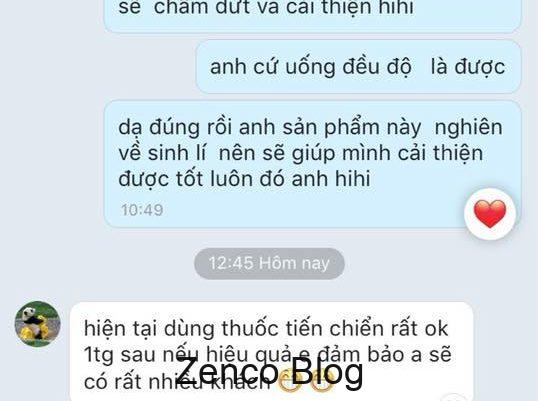 sẽ chấm dứt và cải thiện hihi
anh cứ uống đều độ là được
dạ đúng rồi anh sản phẩm này nghiên
về sinh lí nên sẽ giúp mình cải thiện
được tốt luôn đó anh hihi
10:49
12:45 Hôm nay
hiện tại dùng thuốc tiến chiển rất ok
1tg sau nếu hiệu quả e đảm bảo a sẽ
có rất nhiều khách 😁😁
Zenco Blog